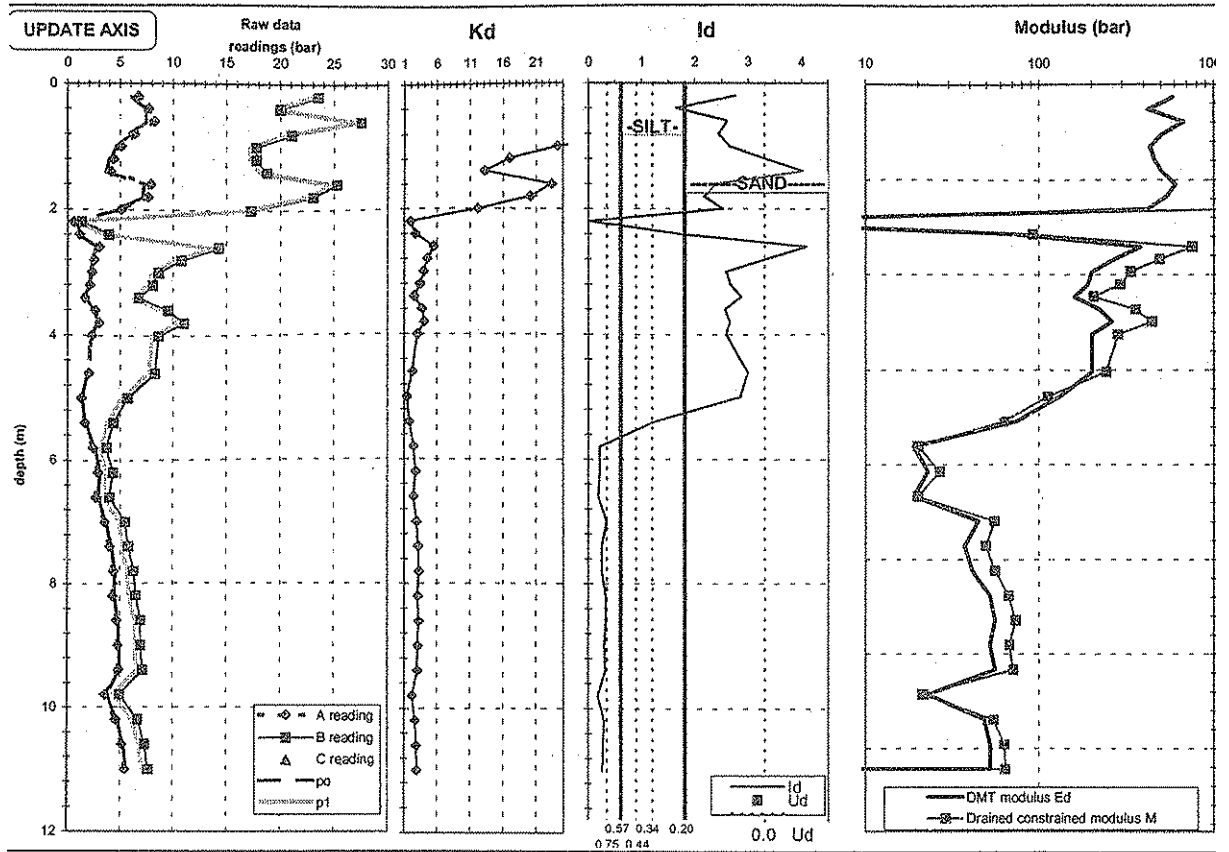 UPDATE AXIS
Raw data
readings (bar)
Kd
Id
Modulus (bar)
0 5 10 15 20 25 30
1 6 11 16 21
0 1 2 3 4
10 100 1000
0
2
4
6
8
10
12
depth (m)
-SILT-
SAND
A reading
B reading
C reading
po
p1
Id
Ud
DMT modulus Ed
Drained constrained modulus M
0.57 0.34 0.20 0.0 Ud
0.75 0.44